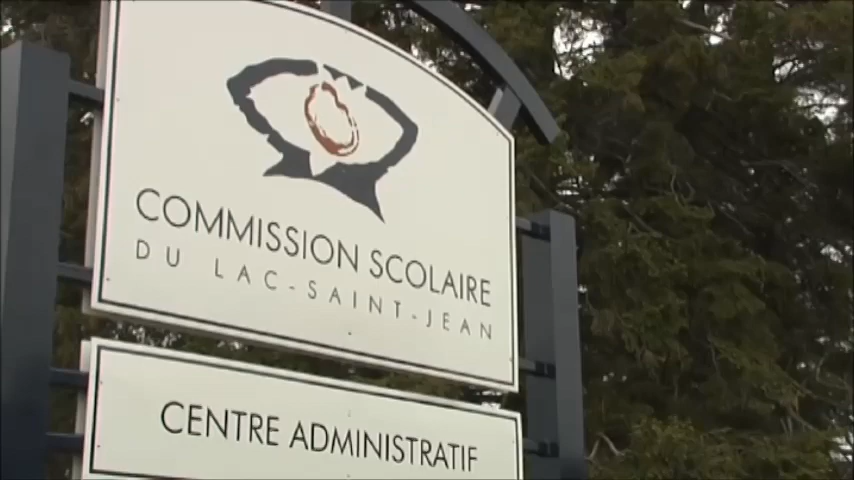 COMMISSION SCOLAIRE
DU LAC-SAINT-JEAN
CENTRE ADMINISTRATIF